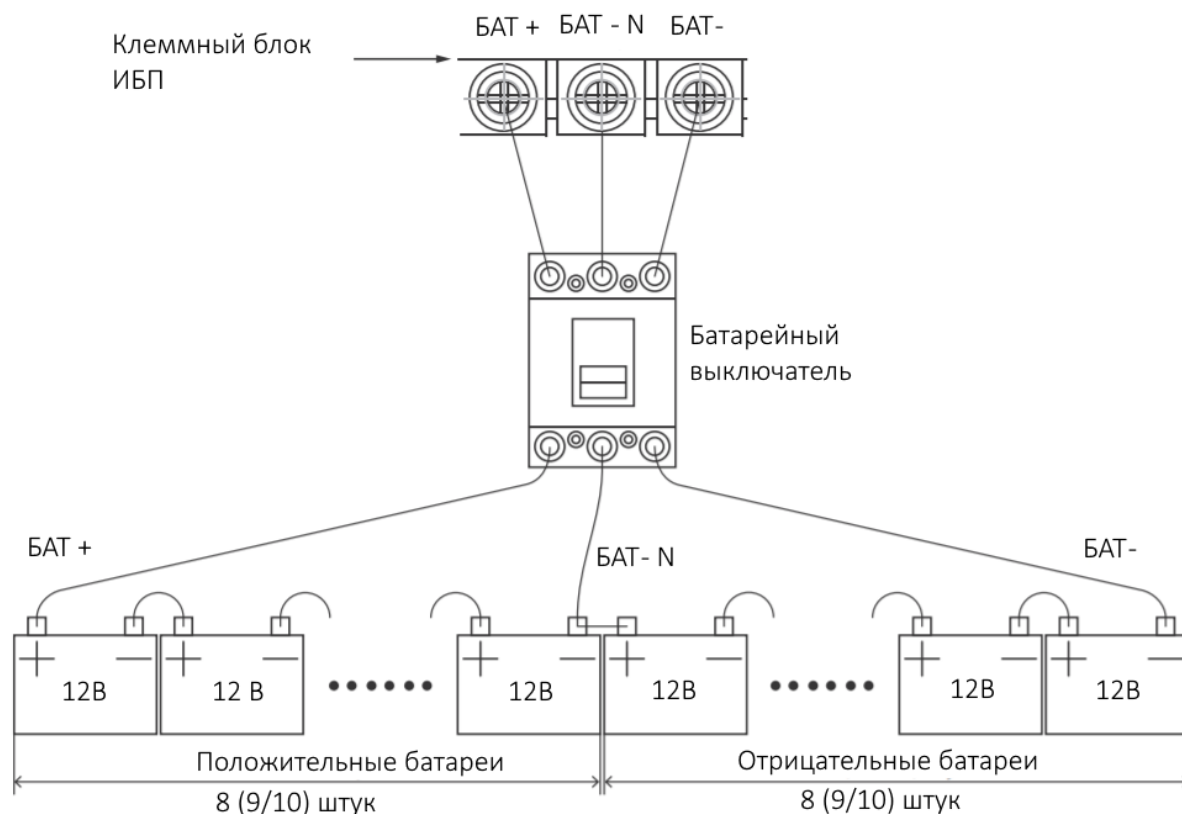 БАТ + БАТ - N БАТ-
Клеммный блок
ИБП
Батарейный
выключатель
БАТ +
БАТ- N
БАТ-
+ − + − + − + − + − + −
12В 12 В 12В 12В 12В 12В
Положительные батареи Отрицательные батареи
8 (9/10) штук 8 (9/10) штук